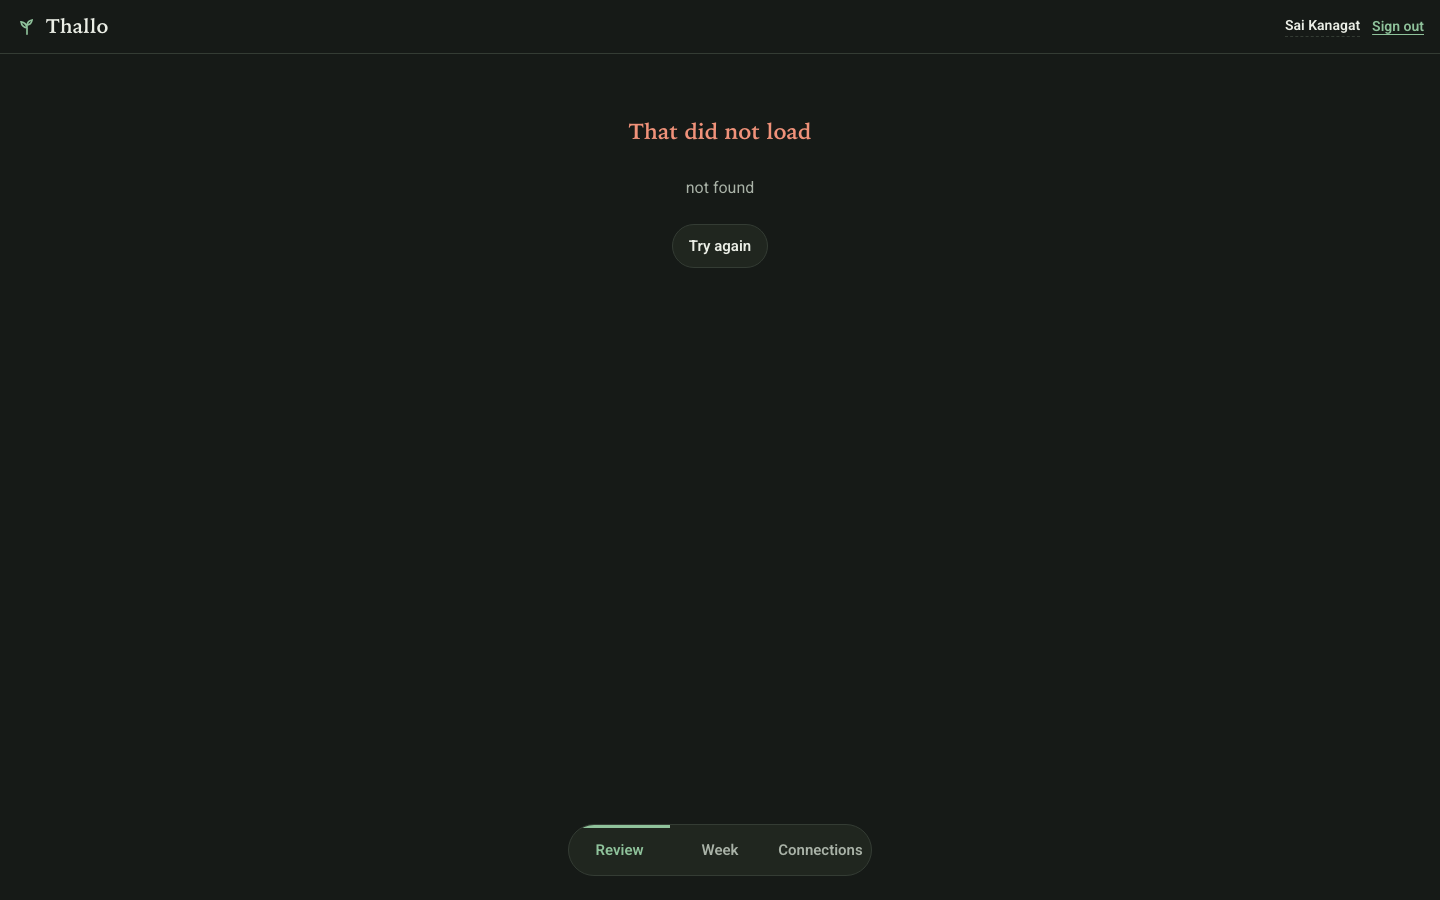 Thallo
Sai Kanagat
Sign out
That did not load
not found
Try again
Review
Week
Connections